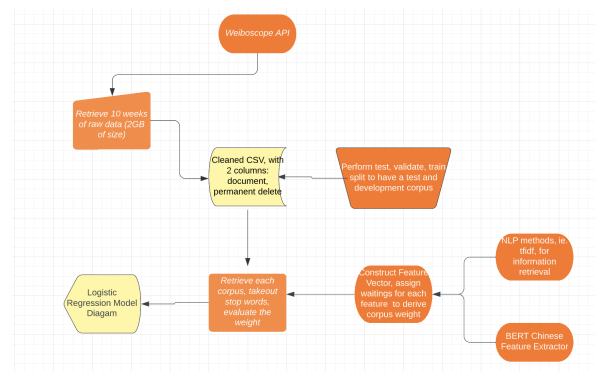 Weiboscope API
Retrieve 10 weeks
of raw data (2GB
of size)
Cleaned CSV, with
2 columns:
document,
permanent delete
Perform test, validate, train
split to have a test and
development corpus
NLP methods, ie.
tfidf, for
information
retrieval
Construct Feature
Vector, assign
waitings for each
feature to derive
corpus weight
Retrieve each
corpus, takeout
stop words,
evaluate the
weight
Logistic
Regression Model
Diagam
BERT Chinese
Feature Extractor